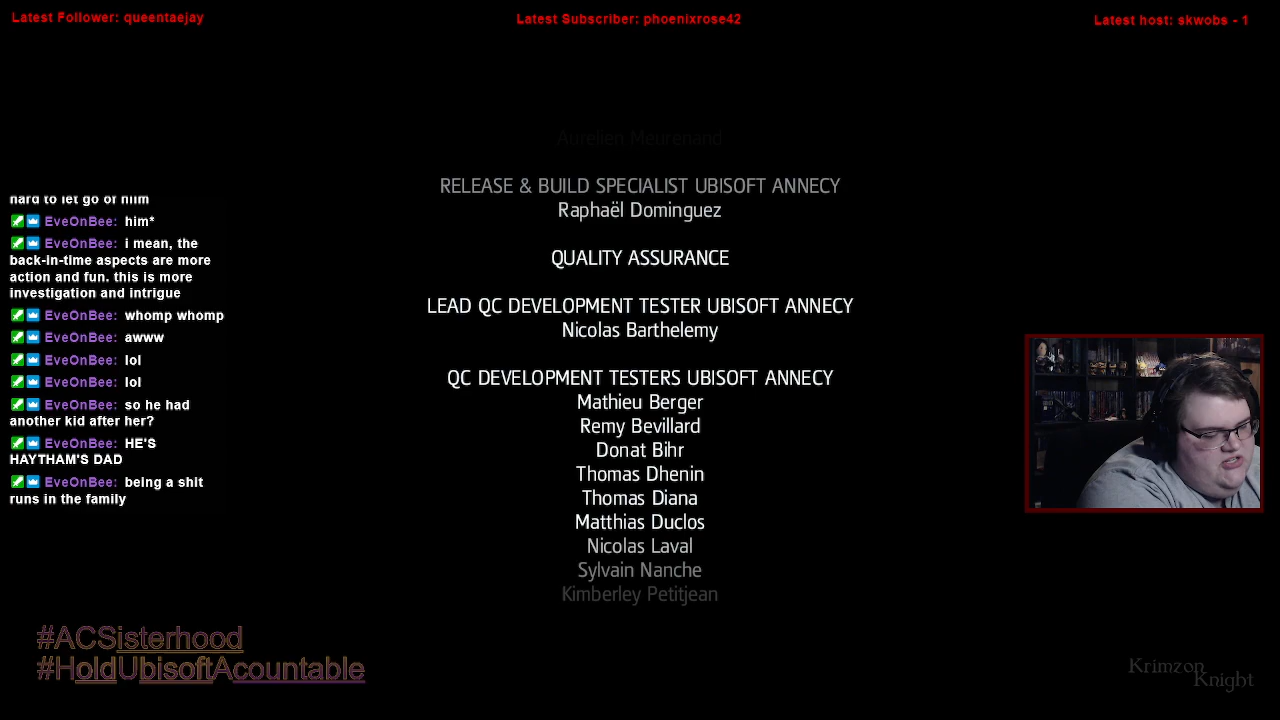 Latest Follower: queentaejay
Latest Subscriber: phoenixrose42
Latest host: skwobs - 1
Aurelien Meurenand
RELEASE & BUILD SPECIALIST UBISOFT ANNECY
Raphaël Dominguez
QUALITY ASSURANCE
LEAD QC DEVELOPMENT TESTER UBISOFT ANNECY
Nicolas Barthelemy
QC DEVELOPMENT TESTERS UBISOFT ANNECY
Mathieu Berger
Remy Bevillard
Donat Bihr
Thomas Dhenin
Thomas Diana
Matthias Duclos
Nicolas Laval
Sylvain Nanche
Kimberley Petitjean
hard to let go of him
EveOnBee: him*
EveOnBee: i mean, the
back-in-time aspects are more
action and fun. this is more
investigation and intrigue
EveOnBee: whomp whomp
EveOnBee: awww
EveOnBee: lol
EveOnBee: lol
EveOnBee: so he had
another kid after her?
EveOnBee: HE'S
HAYTHAM'S DAD
EveOnBee: being a shit
runs in the family
#ACSisterhood
#HoldUbisoftAcountable
Krimzon
Knight